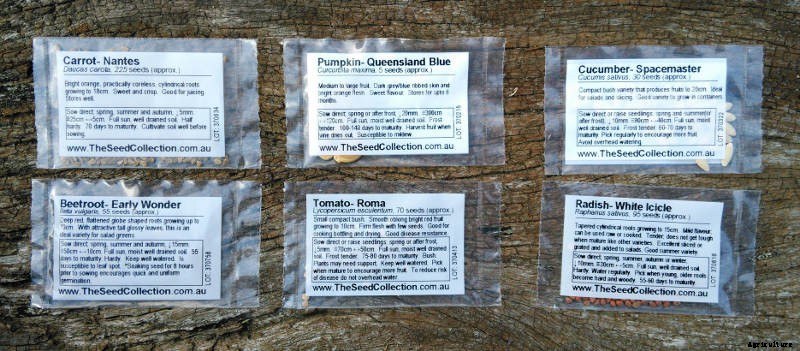 Carrot- Nantes
Daucas carota, 225 seeds (approx.)
Bright orange, practically coreless, cylindrical roots
growing to 18cm. Sweet and crisp. Good for juicing
Stores well.
Sow direct; spring, summer and autumn,
Full sun, well drained soil. Half
hardy. 70 days to maturity. Cultivate soil well before
sowing.
www.TheSeedCollection.com.au
Pumpkin- Queensland Blue
Curcurbita maxima, 5 seeds (approx.)
Medium to large fruit. Dark grey/blue ribbed skin and
bright orange flesh. Sweet flavour. Stores for upto 8
months.
Sow direct; spring or after frost, 20mm.
120cm. Full sun, moist well drained soil. Frost
tender. 100-148 days to maturity. Harvest fruit when
vine dies out. Susceptible to mildew
www.TheSeedCollection.com.au
Cucumber- Spacemaster
Cucumis sativus, 30 seeds (approx.)
Compact bush variety that produces fruits to 20cm. Ideal
for salads and slicing. Good variety to grow in containers.
Sow direct or raise seedlings; spring and summer(or
after frost), 10mm. Full sun, moist
well drained soil. Frost tender. 60-70 days to
maturity. Pick regularly to encourage more fruit.
Avoid overhead watering.
www.TheSeedCollection.com.au
Beetroot- Early Wonder
Beta vulgaris, 55 seeds (approx.)
Deep red, flattened globe shaped roots growing up to
With attractive tall glossy leaves, this is an
ideal variety for salad greens.
Sow direct; spring, summer and autumn, 15mm.
Full sun, moist well drained soil. 55
days to maturity. Hardy. Keep well watered. Is
susceptible to leaf spot. *Soaking seed for 8 hours
prior to sowing encourages quick and uniform
germination.
www.TheSeedCollection.com.au
Tomato- Roma
Lycopersicum esculentum, 70 seeds (approx.)
Small compact bush. Smooth oblong bright red fruit
growing to 10cm. Firm flesh with few seeds. Good for
cooking bottling and drying. Good disease resistance.
Sow direct or raise seedlings; spring or after frost,
5mm. Full sun, moist well drained
soil. Frost tender. 75-80 days to maturity. Bush.
Plants may need support. Keep well watered. Pick
when mature to encourage more fruit. To reduce risk
of disease do not overhead water.
www.TheSeedCollection.com.au
Radish- White Icicle
Raphanus sativus, 95 seeds (approx.)
Tapered cylindrical roots growing to 15cm. Mild flavour,
can be used raw or cooked. Tender, does not get tough
when mature like other varieties. Excellent sliced or
grated and added to salads. Good summer variety
Sow direct; spring, summer, autumn or winter,
10mm. Full sun, well drained soil.
Hardy. Water regularly. Pick when young, older roots
become hard and woody. 55-60 days to maturity
www.TheSeedCollection.com.au
Agriculture